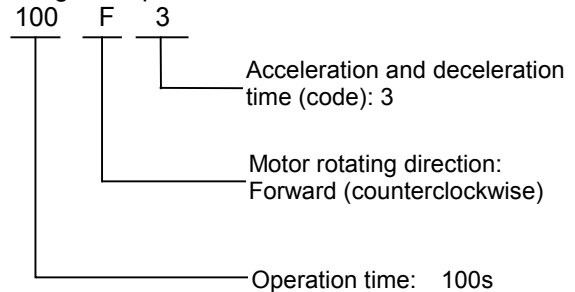 100 F 3
Acceleration and deceleration
time (code): 3
Motor rotating direction:
Forward (counterclockwise)
Operation time: 100s